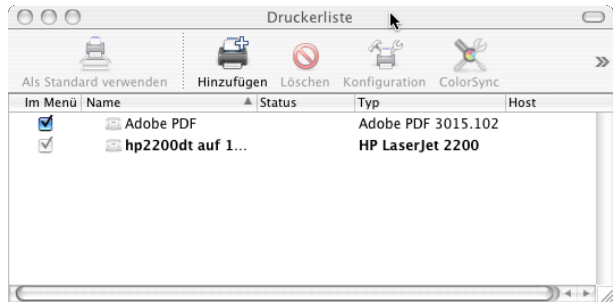 Druckerliste
Als Standard verwenden Hinzufügen Löschen Konfiguration ColorSync
Im Menü Name Status Typ Host
Adobe PDF Adobe PDF 3015.102
hp2200dt auf 1... HP LaserJet 2200